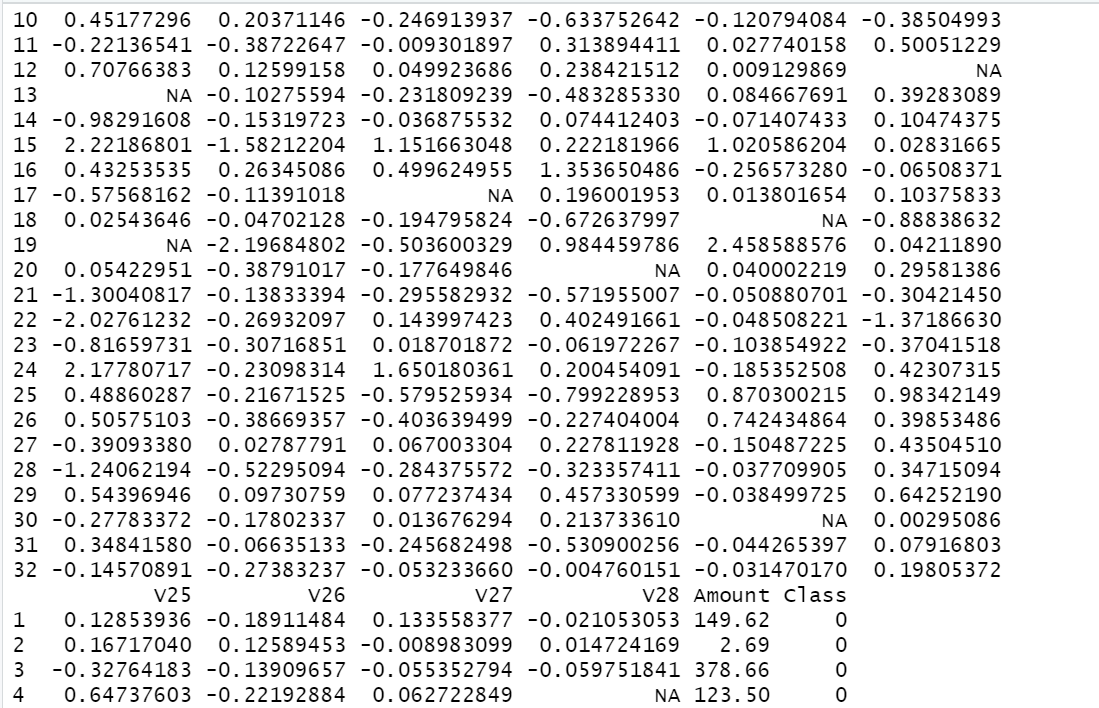 10  0.45177296  0.20371146 -0.246913937 -0.633752642 -0.120794084 -0.38504993
11 -0.22136541 -0.38722647 -0.009301897  0.313894411  0.027740158  0.50051229
12  0.70766383  0.12599158  0.049923686  0.238421512  0.009129869          NA
13          NA -0.10275594 -0.231809239 -0.483285330  0.084667691  0.39283089
14 -0.98291608 -0.15319723 -0.036875532  0.074412403 -0.071407433  0.10474375
15  2.22186801 -1.58212204  1.151663048  0.222181966  1.020586204  0.02831665
16  0.43253535  0.26345086  0.499624955  1.353650486 -0.256573280 -0.06508371
17 -0.57568162 -0.11391018           NA  0.196001953  0.013801654  0.10375833
18  0.02543646 -0.04702128 -0.194795824 -0.672637997           NA -0.88838632
19          NA -2.19684802 -0.503600329  0.984459786  2.458588576  0.04211890
20  0.05422951 -0.38791017 -0.177649846           NA  0.040002219  0.29581386
21 -1.30040817 -0.13833394 -0.295582932 -0.571955007 -0.050880701 -0.30421450
22 -2.02761232 -0.26932097  0.143997423  0.402491661 -0.048508221 -1.37186630
23 -0.81659731 -0.30716851  0.018701872 -0.061972267 -0.103854922 -0.37041518
24  2.17780717 -0.23098314  1.650180361  0.200454091 -0.185352508  0.42307315
25  0.48860287 -0.21671525 -0.579525934 -0.799228953  0.870300215  0.98342149
26  0.50575103 -0.38669357 -0.403639499 -0.227404004  0.742434864  0.39853486
27 -0.39093380  0.02787791  0.067003304  0.227811928 -0.150487225  0.43504510
28 -1.24062194 -0.52295094 -0.284375572 -0.323357411 -0.037709905  0.34715094
29  0.54396946  0.09730759  0.077237434  0.457330599 -0.038499725  0.64252190
30 -0.27783372 -0.17802337  0.013676294  0.213733610           NA  0.00295086
31  0.34841580 -0.06635133 -0.245682498 -0.530900256 -0.044265397  0.07916803
32 -0.14570891 -0.27383237 -0.053233660 -0.004760151 -0.031470170  0.19805372
V25 V26 V27 V28 Amount Class
1   0.12853936 -0.18911484  0.133558377 -0.021053053 149.62     0
2   0.16717040  0.12589453 -0.008983099  0.014724169   2.69     0
3  -0.32764183 -0.13909657 -0.055352794 -0.059751841 378.66     0
4   0.64737603 -0.22192884  0.062722849           NA 123.50     0